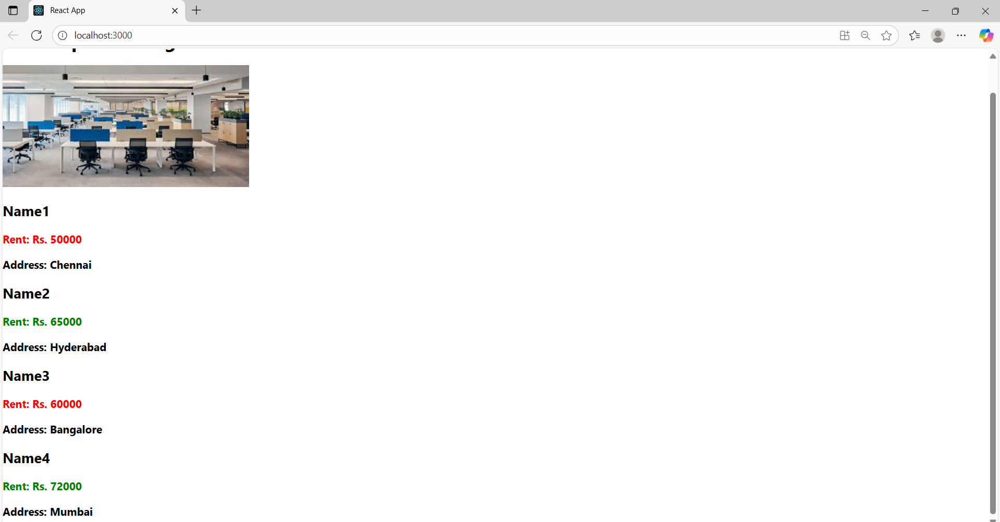 React App
localhost:3000
Name1
Rent: Rs. 50000
Address: Chennai
Name2
Rent: Rs. 65000
Address: Hyderabad
Name3
Rent: Rs. 60000
Address: Bangalore
Name4
Rent: Rs. 72000
Address: Mumbai